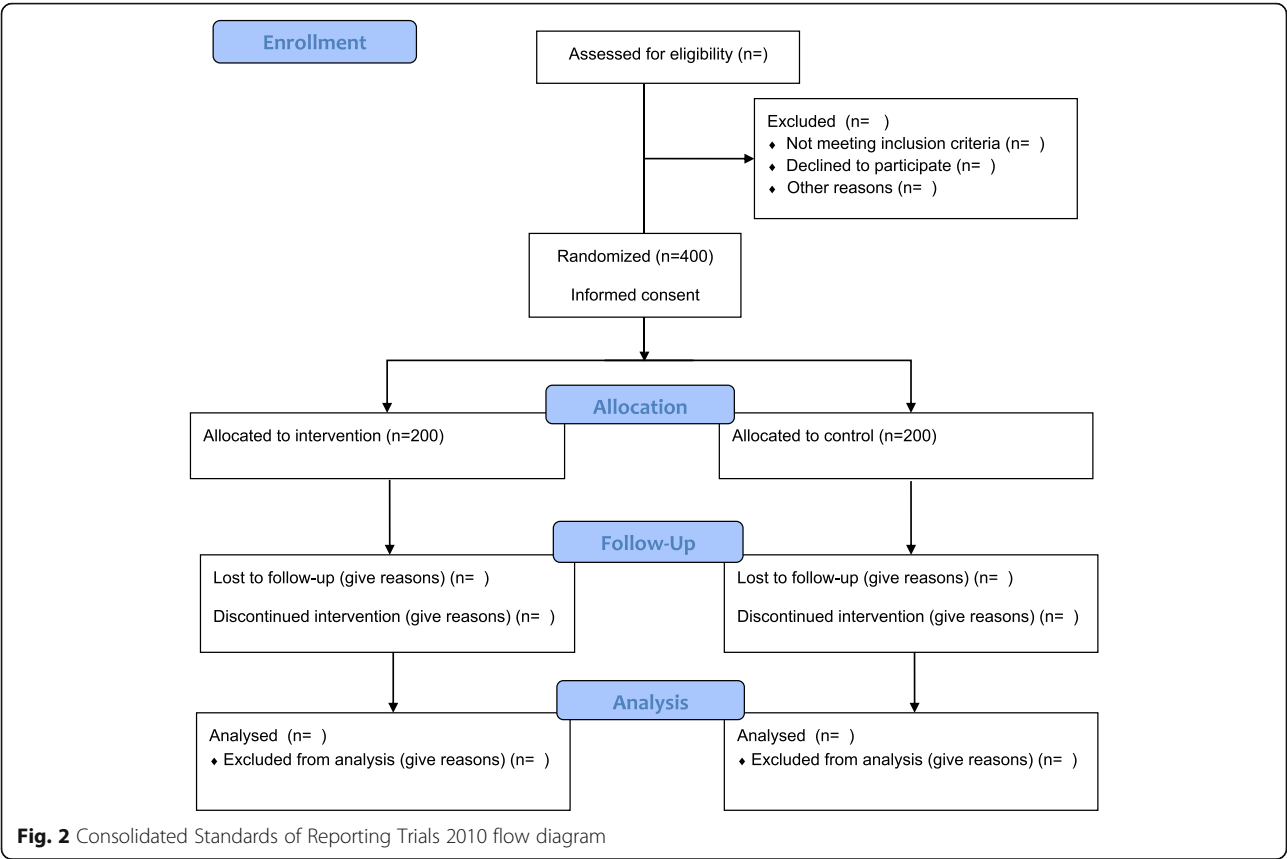 Enrollment
Assessed for eligibility (n=)
Excluded (n= )
♦ Not meeting inclusion criteria (n= )
♦ Declined to participate (n= )
♦ Other reasons (n= )
Randomized (n=400)
Informed consent
Allocation
Allocated to intervention (n=200)
Allocated to control (n=200)
Follow-Up
Lost to follow-up (give reasons) (n= )
Discontinued intervention (give reasons) (n= )
Lost to follow-up (give reasons) (n= )
Discontinued intervention (give reasons) (n= )
Analysis
Analysed (n= )
♦ Excluded from analysis (give reasons) (n= )
Analysed (n= )
♦ Excluded from analysis (give reasons) (n= )
Fig. 2 Consolidated Standards of Reporting Trials 2010 flow diagram